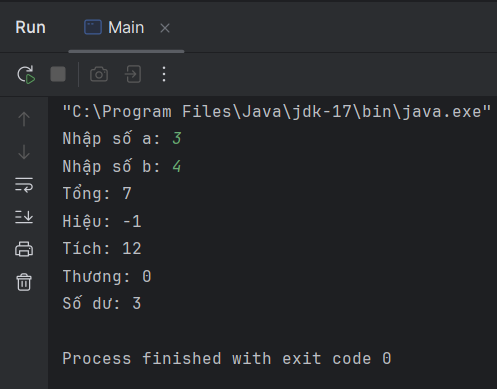 Run Main
"C:\Program Files\Java\jdk-17\bin\java.exe"
Nhập số a: 3
Nhập số b: 4
Tổng: 7
Hiệu: -1
Tích: 12
Thương: 0
Số dư: 3
Process finished with exit code 0